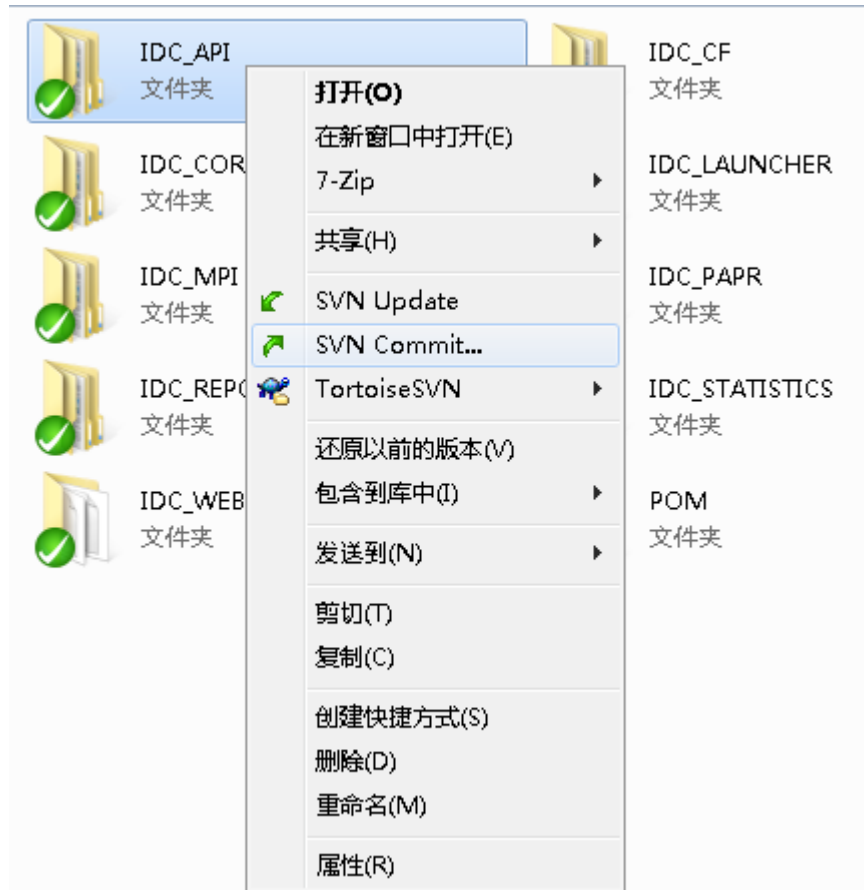 IDC_API
文件夹
IDC_CF
文件夹
IDC_COR
文件夹
IDC_LAUNCHER
文件夹
IDC_MPI
文件夹
IDC_PAPR
文件夹
IDC_REPO
文件夹
IDC_STATISTICS
文件夹
IDC_WEB
文件夹
POM
文件夹
打开(O)
在新窗口中打开(E)
7-Zip
共享(H)
SVN Update
SVN Commit...
TortoiseSVN
还原以前的版本(V)
包含到库中(I)
发送到(N)
剪切(T)
复制(C)
创建快捷方式(S)
删除(D)
重命名(M)
属性(R)